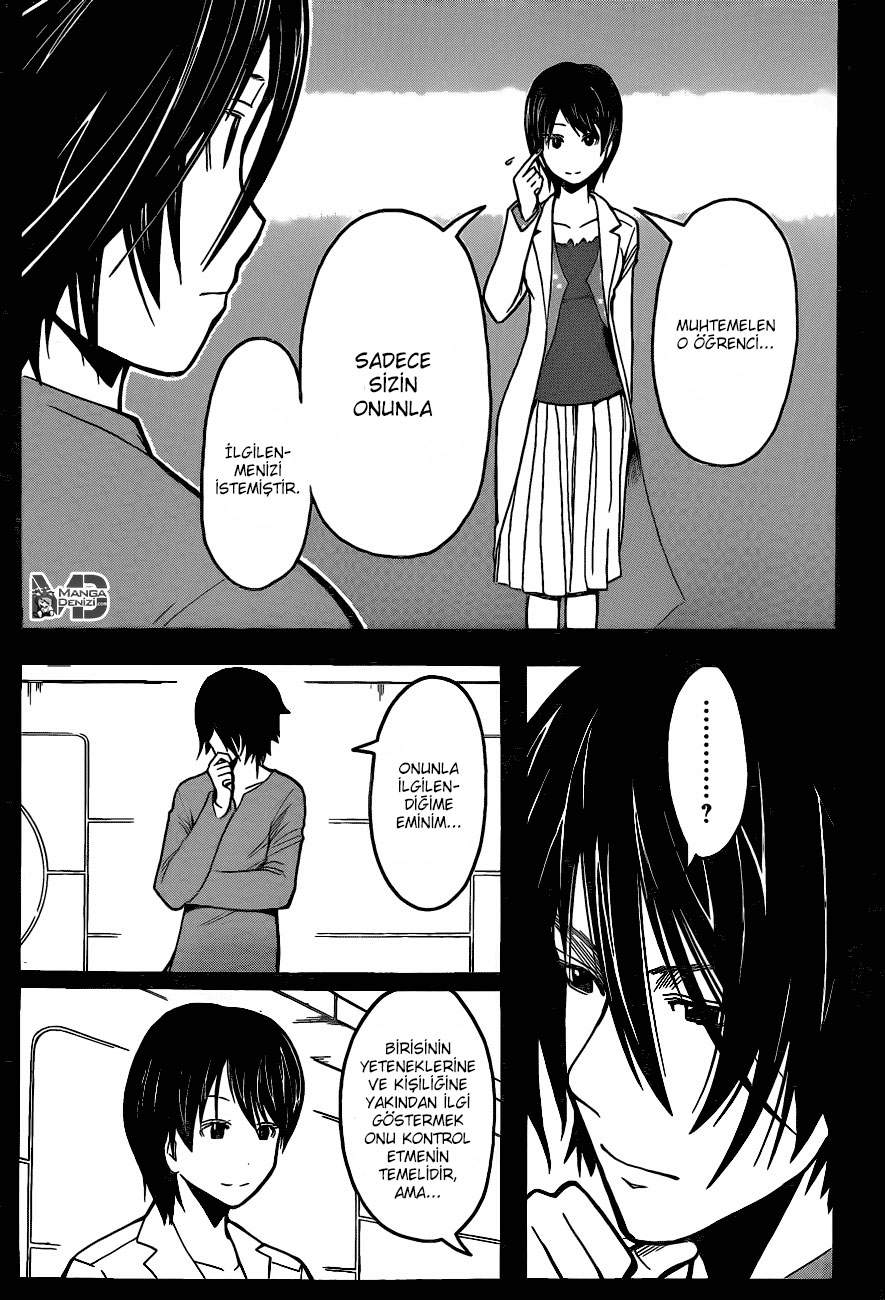 MUHTEMELEN
O ÖĞRENCİ...
SADECE
SİZİN
ONUNLA
İLGİLEN-
MENİZİ
İSTEMİŞTİR.
MANGA
DENİZİ.com
..........?
ONUNLA
İLGİLEN-
DİĞİME
EMİNİM...
BİRİSİNİN
YETENEKLERİNE
VE KİŞİLİĞİNE
YAKINDAN İLGİ
GÖSTERMEK
ONU KONTROL
ETMENİN
TEMELİDİR,
AMA...